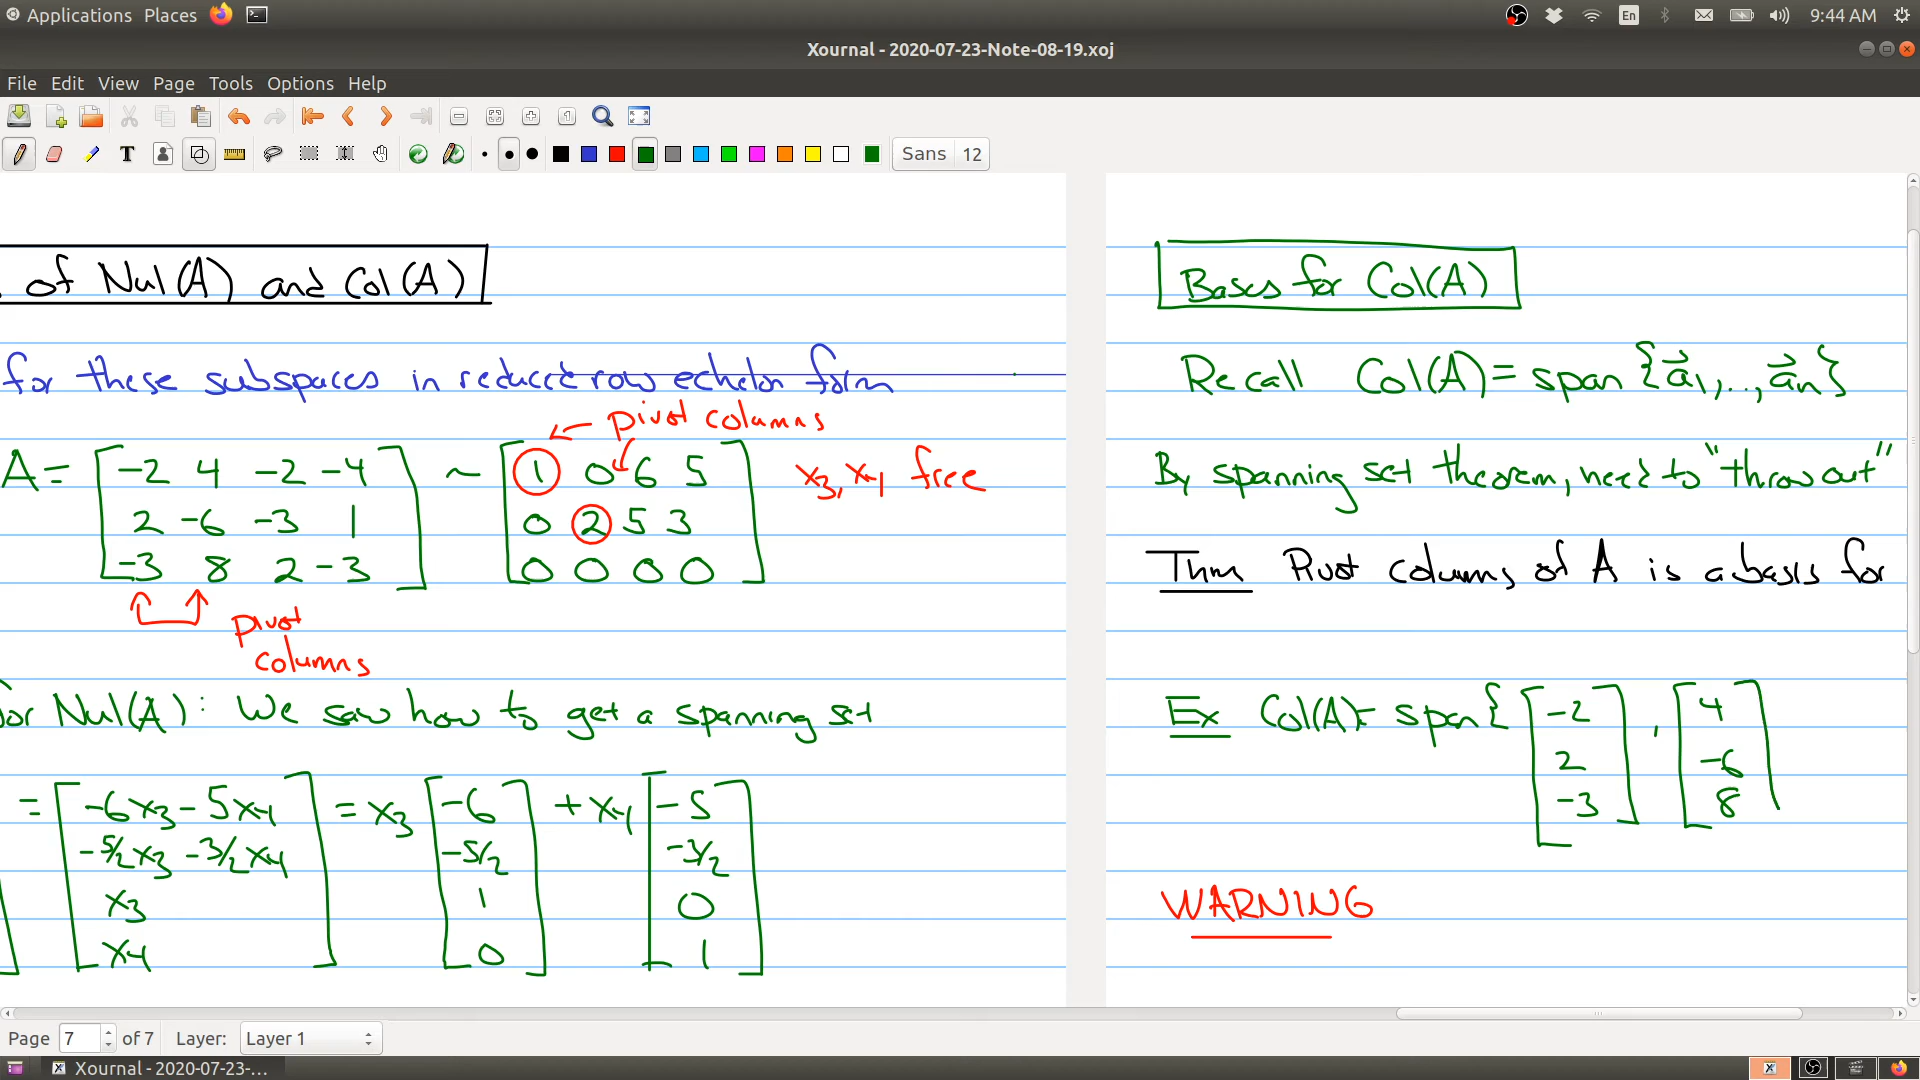 Applications Places En 9:44 AM
Xournal - 2020-07-23-Note-08-19.xoj
File Edit View Page Tools Options Help
T Sans 12
of Nul(A) and Col(A)
for these subspaces in reduced row echelon form
pivot columns
A = [ -2 4 -2 -4 ] ~ [ 1 0 6 5 ] x3, x4 free
2 -6 -3 1 0 2 5 3
-3 8 2 -3 0 0 0 0
pivot
columns
for Nul(A): We saw how to get a spanning set
= [ -6x3 - 5x4 ] = x3 [ -6 ] + x4 [ -5 ]
-5/2x3 - 3/2x4 -5/2 -3/2
x3 1 0
x4 0 1
Bases for Col(A)
Recall Col(A) = span {a⃗1, .., a⃗n}
By spanning set theorem, need to "throw out"
Thm Pivot columns of A is a basis for
Ex Col(A) = span { [ -2 ] , [ 4 ]
2 -6
-3 8
WARNING
Page 7 of 7 Layer: Layer 1
Xournal - 2020-07-23-...